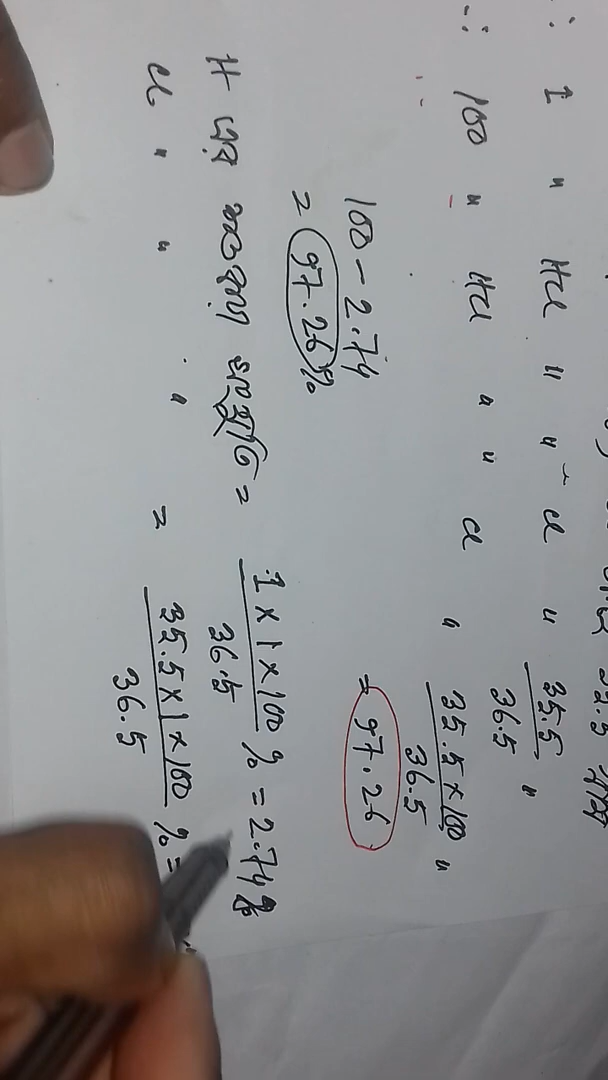 ∴ 1 " HCl " " Cl " 35.5/36.5 "
∴ 100 " HCl " " Cl " 35.5×100/36.5 "
= 97.26
100 - 2.74
= 97.26%
H এর সংযুতি = 1×1×100/36.5 % = 2.74%
Cl " " " = 35.5×1×100/36.5 % =